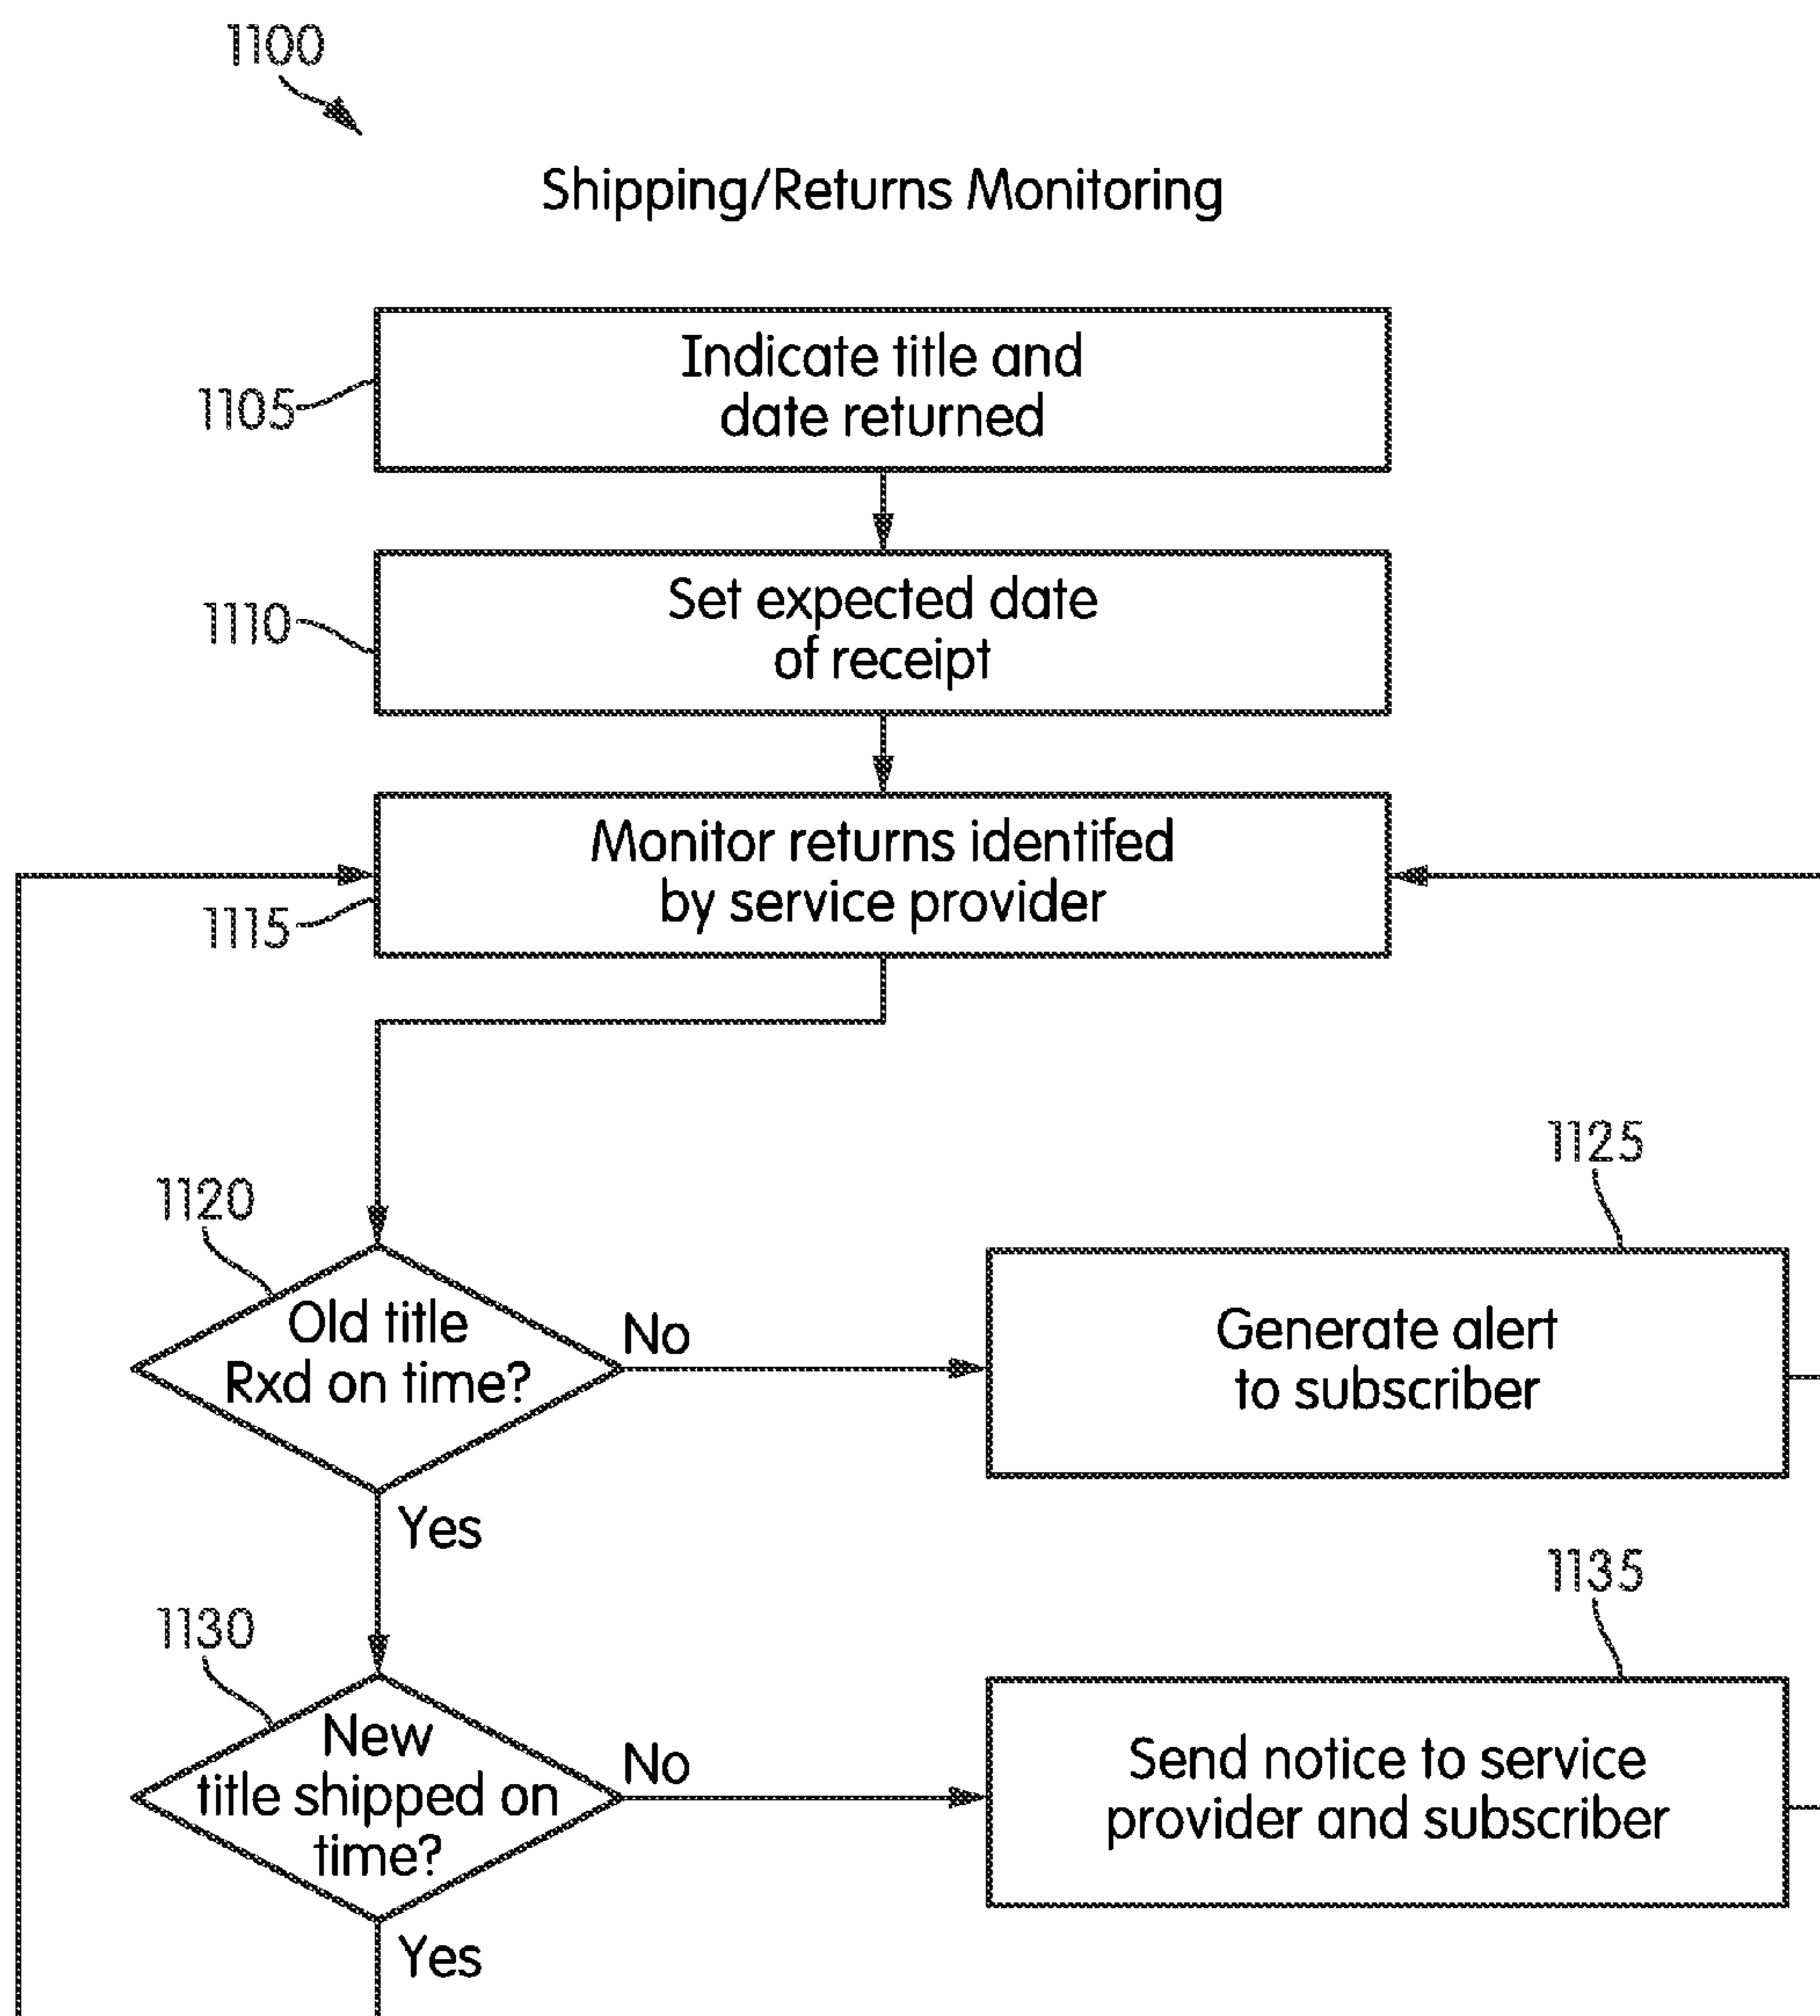 1100
Shipping/Returns Monitoring
Indicate title and
date returned
1105
Set expected date
of receipt
1110
Monitor returns identifed
by service provider
1115
1120
Old title
Rxd on time?
No
1125
Generate alert
to subscriber
Yes
1130
New
title shipped on
time?
No
1135
Send notice to service
provider and subscriber
Yes